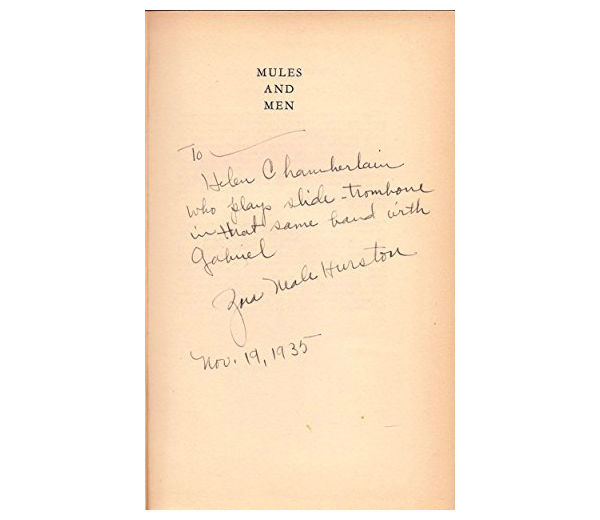 MULES
AND
MEN
To
Helen Chamberlain
who plays slide-trombone
in that same band with
Gabriel
Zora Neale Hurston
Nov. 19, 1935